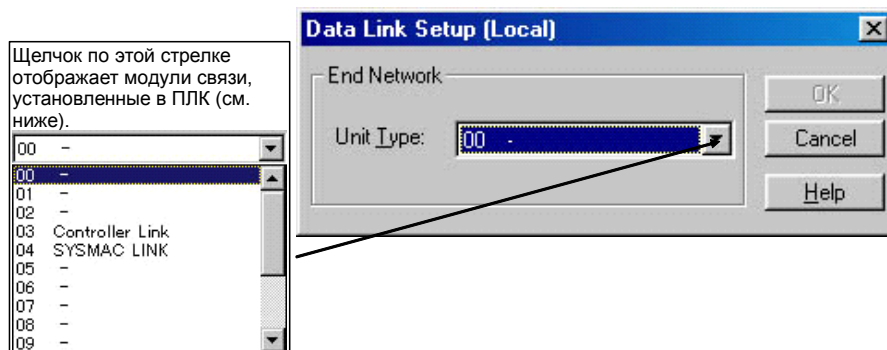 Щелчок по этой стрелке
отображает модули связи,
установленные в ПЛК (см.
ниже).
00 –
00 –
01 –
02 –
03 Controller Link
04 SYSMAC LINK
05 –
06 –
07 –
08 –
09 –
Data Link Setup (Local)
End Network
Unit Type:
00 -
OK
Cancel
Help